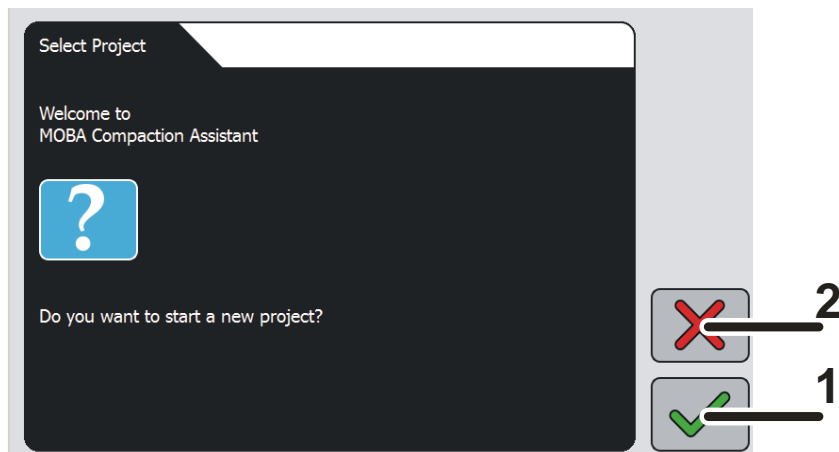 Select Project
Welcome to
MOBA Compaction Assistant
?
Do you want to start a new project?
2
1